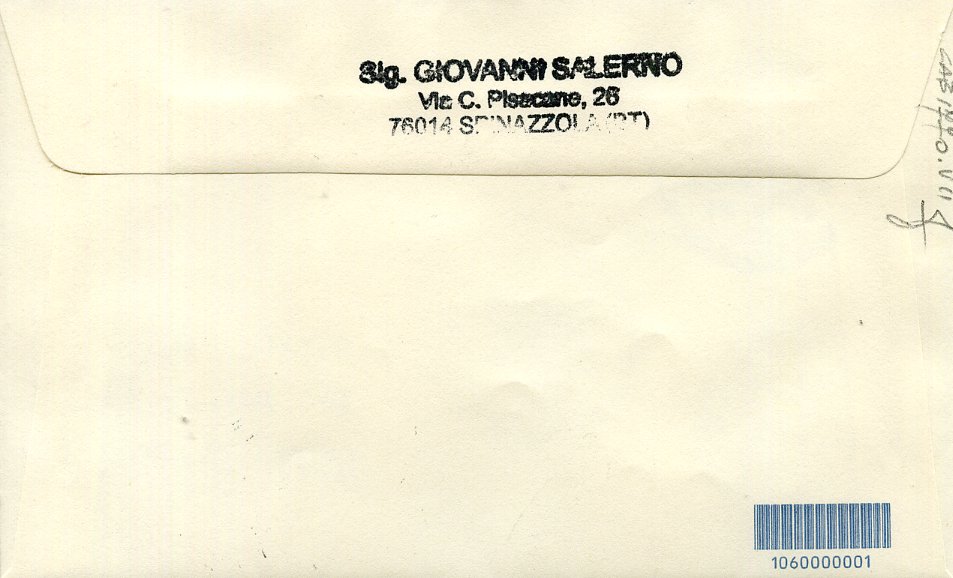 Sig. GIOVANNI SALERNO
Via C. Pisacane, 26
76014 SPINAZZOLA (BT)
1060000001